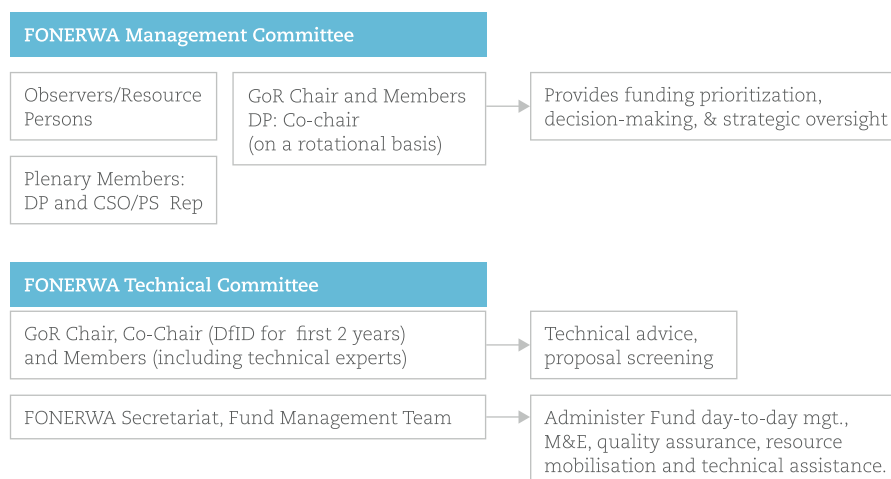 FONERWA Management Committee
Observers/Resource
Persons
GoR Chair and Members
DP: Co-chair
(on a rotational basis)
Provides funding prioritization,
decision-making, & strategic oversight
Plenary Members:
DP and CSO/PS Rep
FONERWA Technical Committee
GoR Chair, Co-Chair (DfID for first 2 years)
and Members (including technical experts)
Technical advice,
proposal screening
FONERWA Secretariat, Fund Management Team
Administer Fund day-to-day mgt.,
M&E, quality assurance, resource
mobilisation and technical assistance.